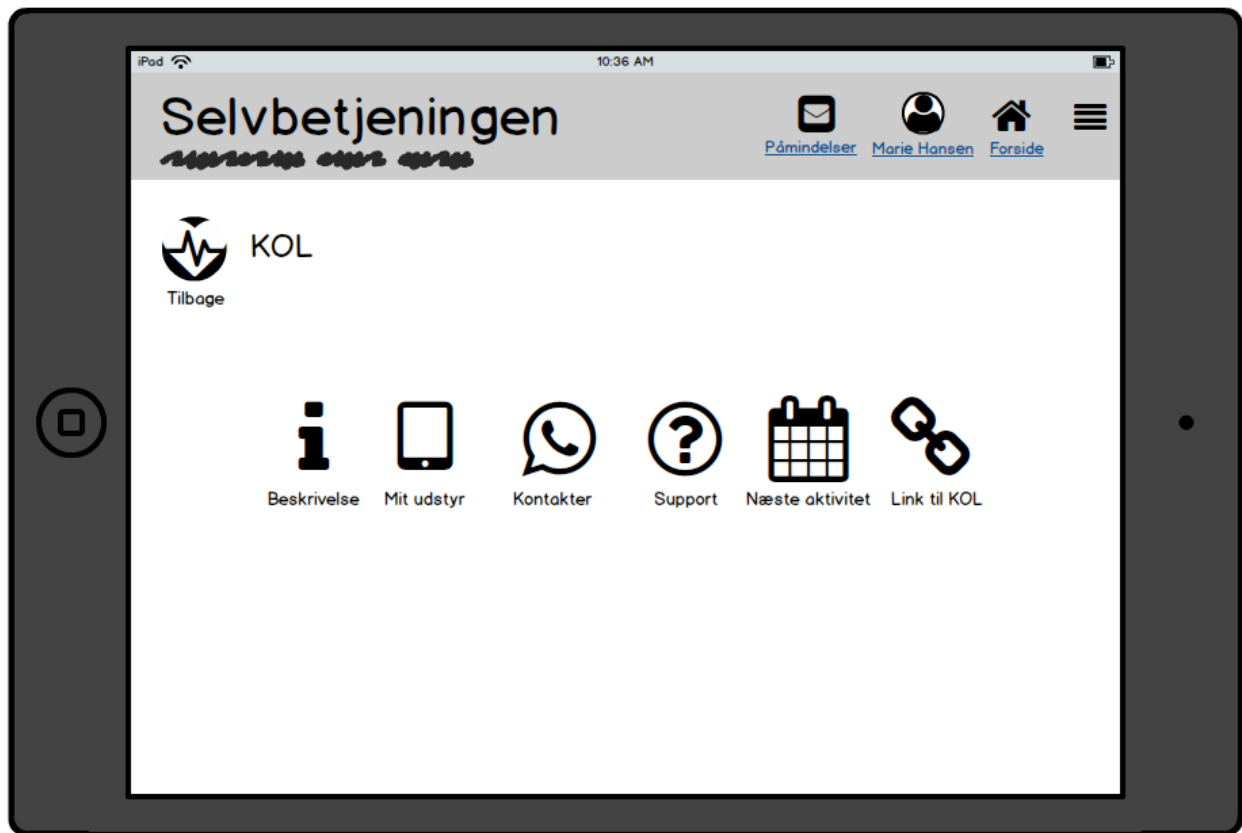 iPad 10:36 AM
Selvbetjeningen
Påmindelser Marie Hansen Forside
KOL
Tilbage
Beskrivelse Mit udstyr Kontakter Support Næste aktivitet Link til KOL